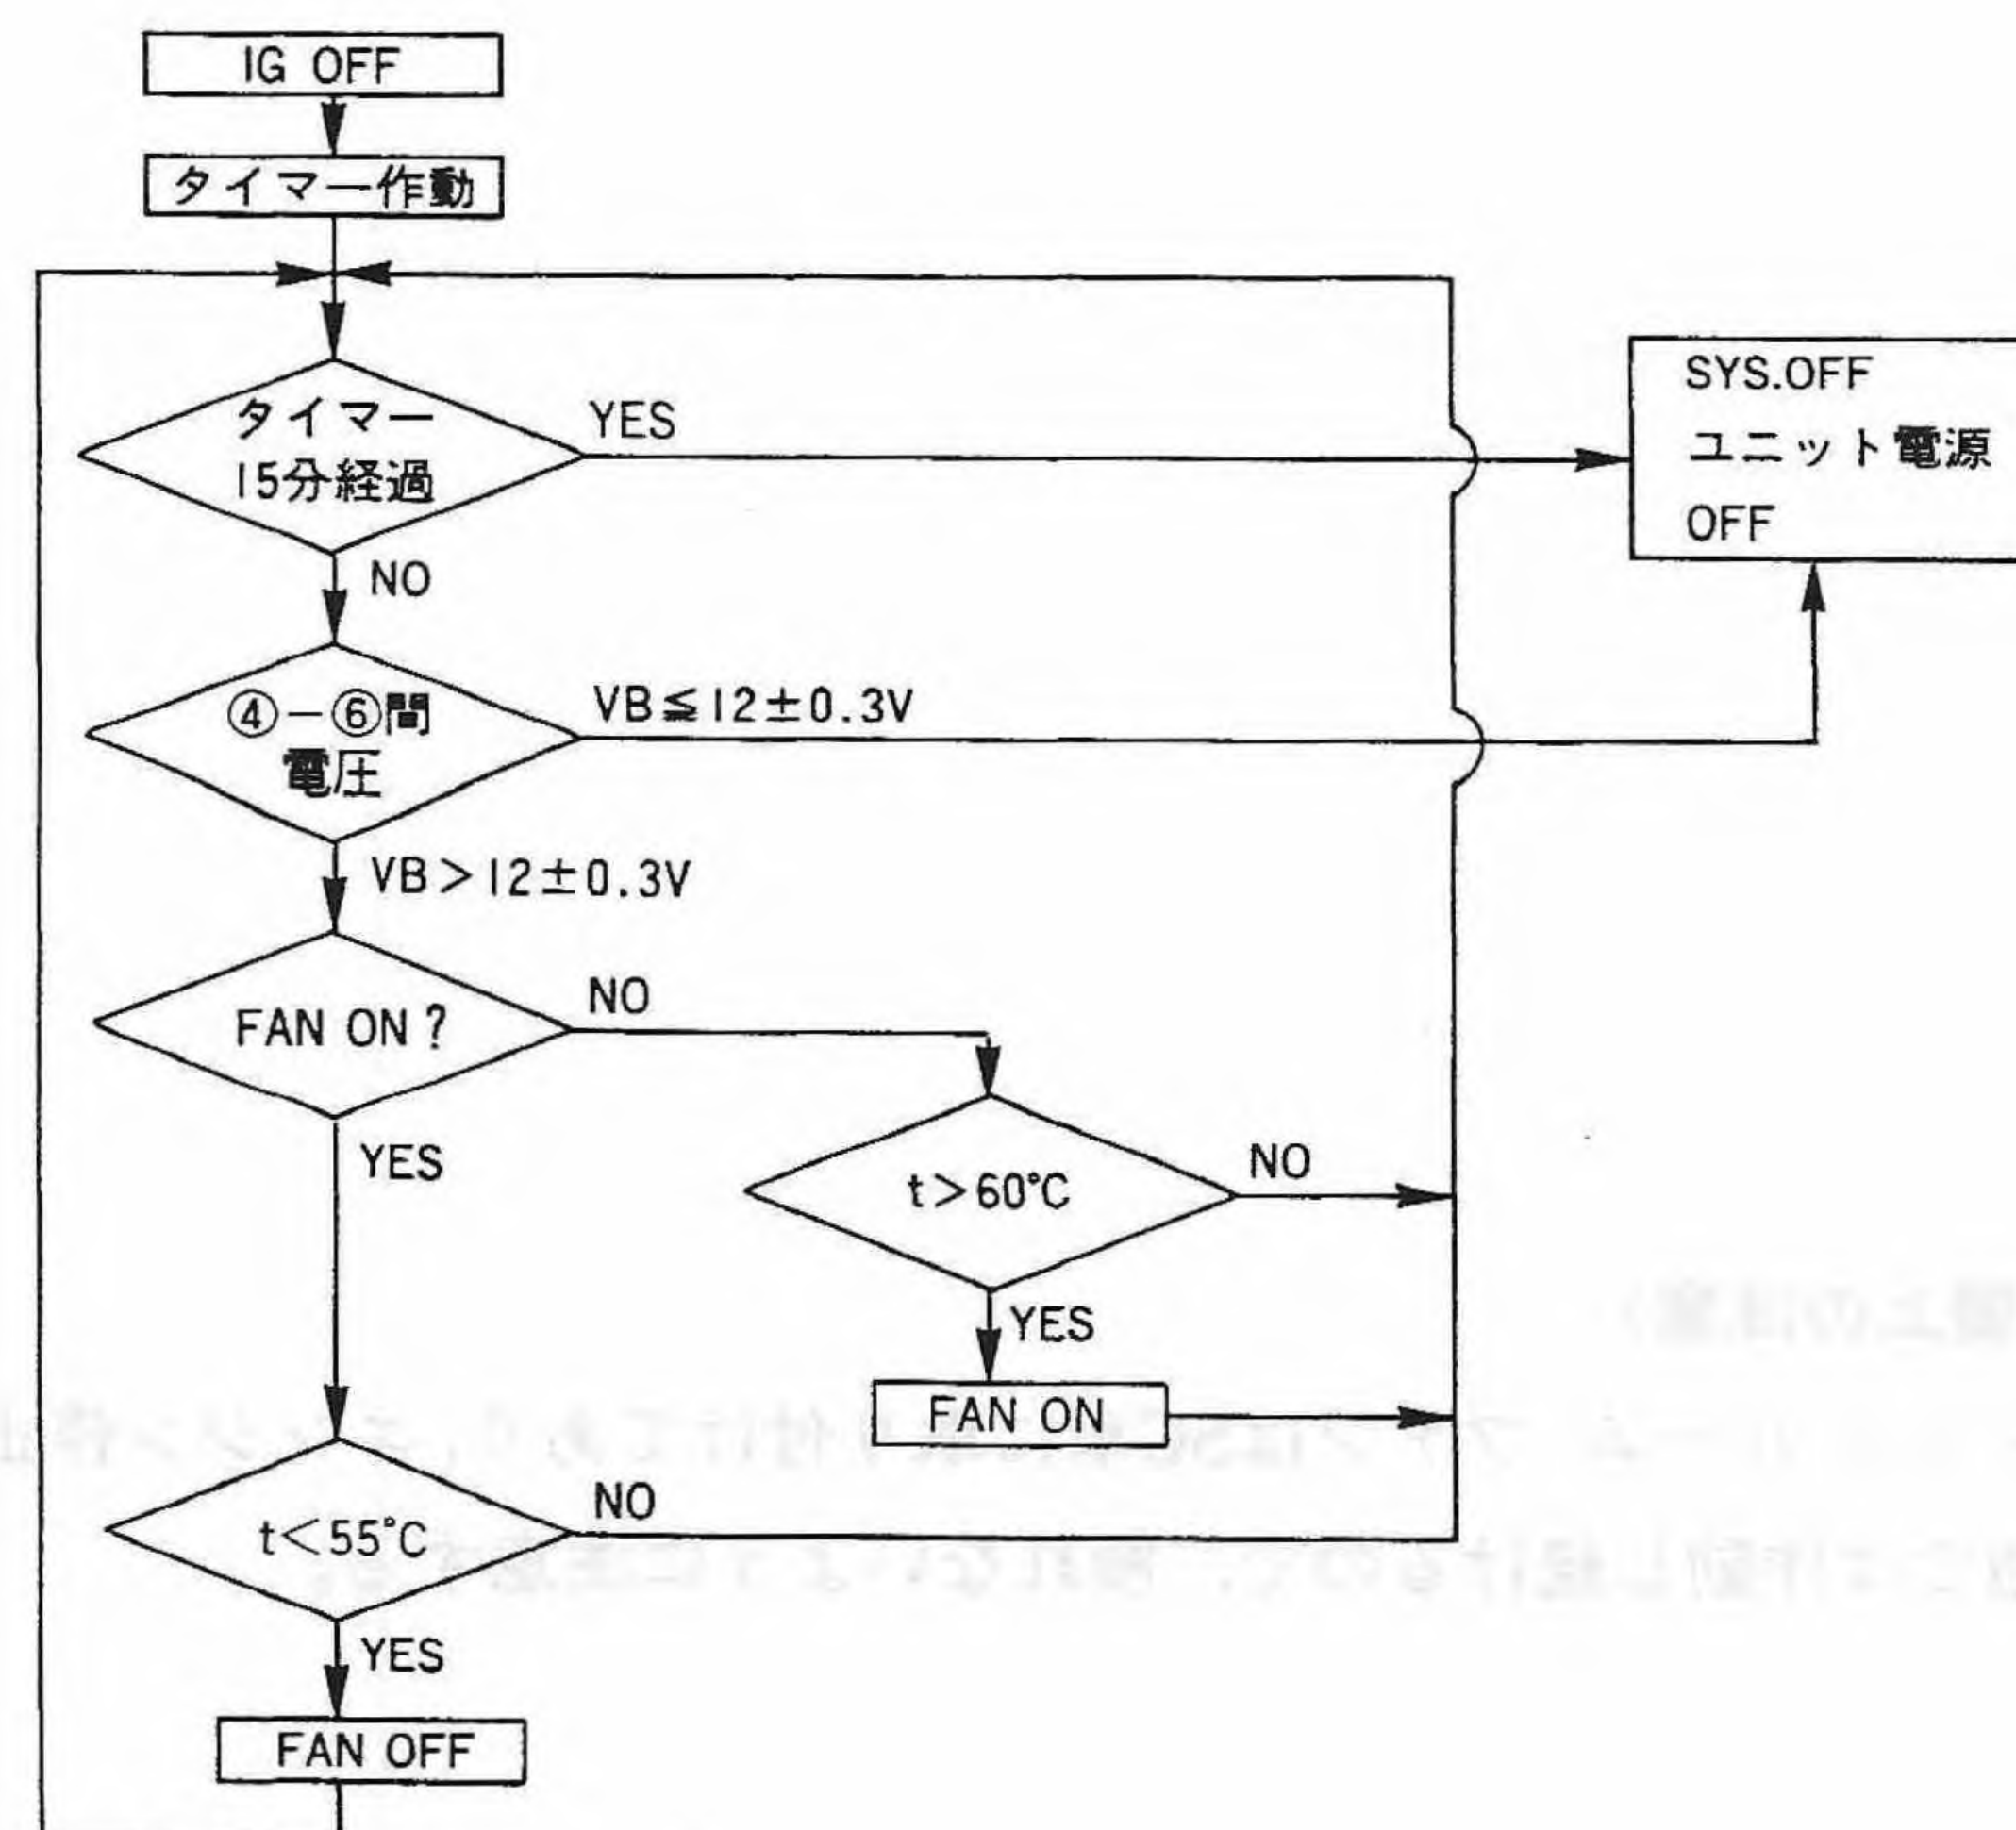 IG OFF
タイマー作動
タイマー
15分経過
YES
SYS.OFF
ユニット電源
OFF
NO
④－⑥間
電圧
VB≦12±0.3V
VB>12±0.3V
FAN ON?
NO
YES
t>60°C
NO
YES
FAN ON
t<55°C
NO
YES
FAN OFF